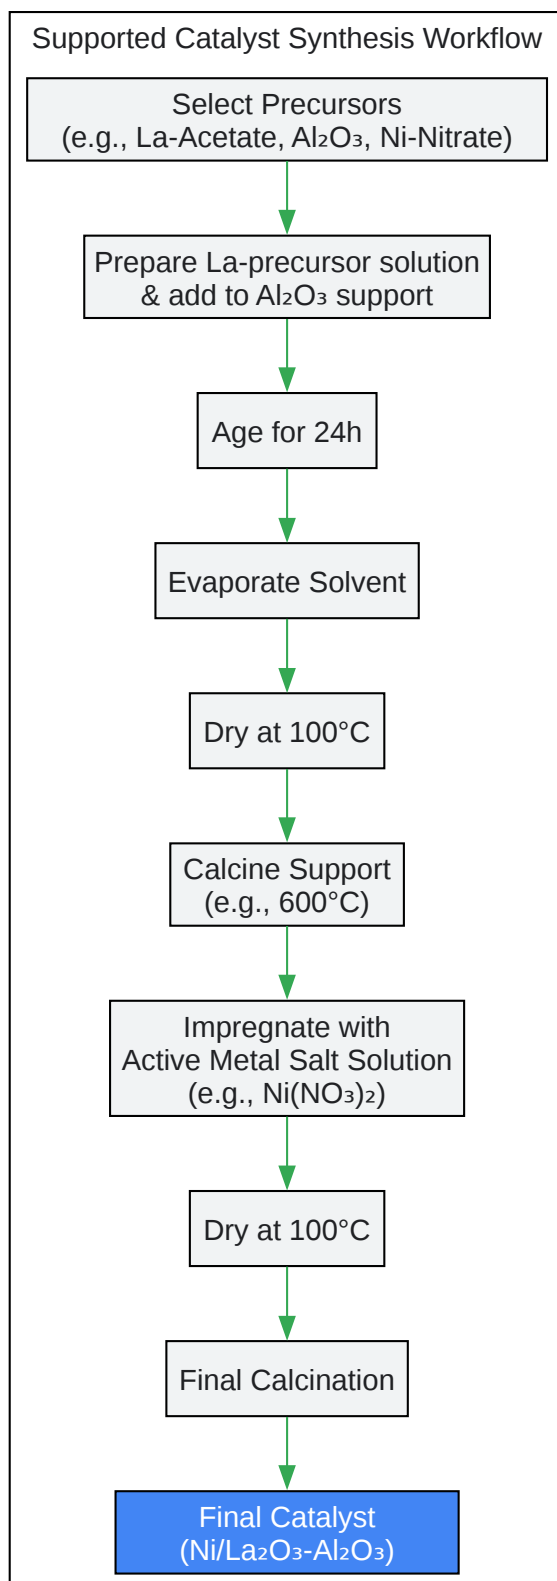 Supported Catalyst Synthesis Workflow
Select Precursors
(e.g., La-Acetate, Al₂O₃, Ni-Nitrate)
Prepare La-precursor solution
& add to Al₂O₃ support
Age for 24h
Evaporate Solvent
Dry at 100°C
Calcine Support
(e.g., 600°C)
Impregnate with
Active Metal Salt Solution
(e.g., Ni(NO₃)₂)
Dry at 100°C
Final Calcination
Final Catalyst
(Ni/La₂O₃-Al₂O₃)